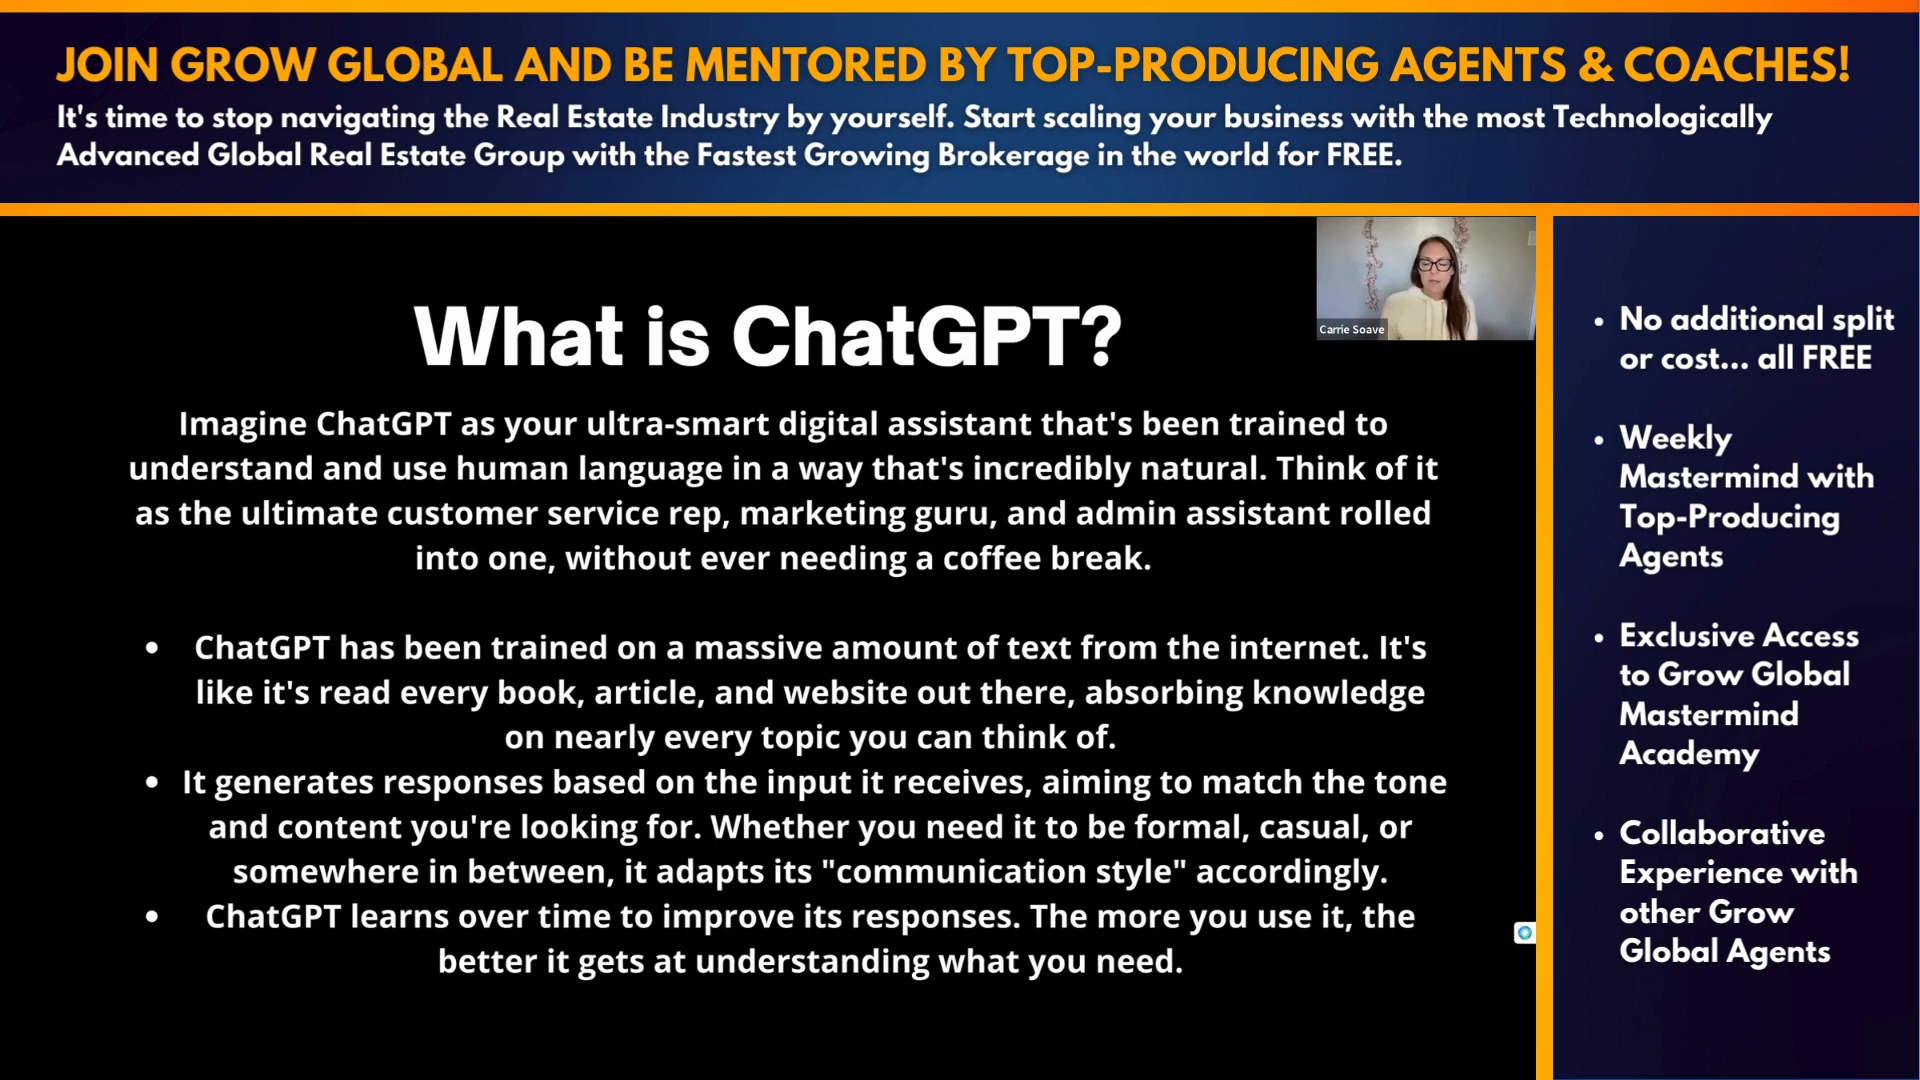 JOIN GROW GLOBAL AND BE MENTORED BY TOP-PRODUCING AGENTS & COACHES!
It's time to stop navigating the Real Estate Industry by yourself. Start scaling your business with the most Technologically
Advanced Global Real Estate Group with the Fastest Growing Brokerage in the world for FREE.
What is ChatGPT?
Imagine ChatGPT as your ultra-smart digital assistant that's been trained to
understand and use human language in a way that's incredibly natural. Think of it
as the ultimate customer service rep, marketing guru, and admin assistant rolled
into one, without ever needing a coffee break.
• ChatGPT has been trained on a massive amount of text from the internet. It's
like it's read every book, article, and website out there, absorbing knowledge
on nearly every topic you can think of.
• It generates responses based on the input it receives, aiming to match the tone
and content you're looking for. Whether you need it to be formal, casual, or
somewhere in between, it adapts its "communication style" accordingly.
• ChatGPT learns over time to improve its responses. The more you use it, the
better it gets at understanding what you need.
Carrie Soave
• No additional split
or cost... all FREE
• Weekly
Mastermind with
Top-Producing
Agents
• Exclusive Access
to Grow Global
Mastermind
Academy
• Collaborative
Experience with
other Grow
Global Agents